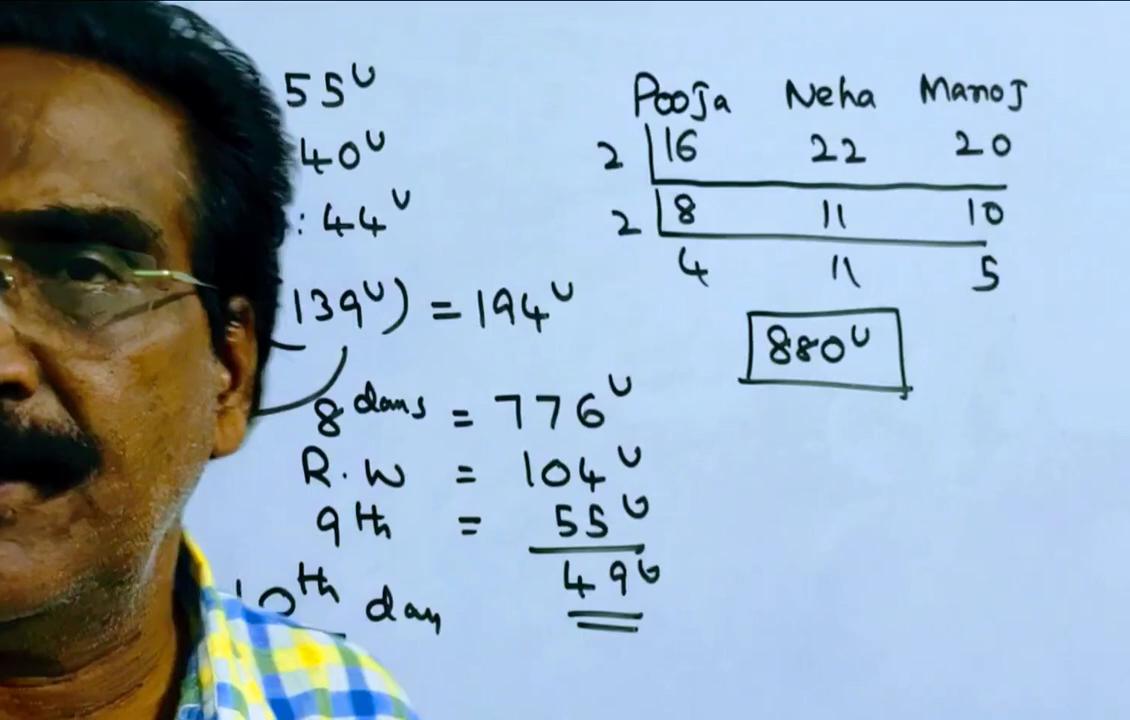 55ᵁ
40ᵁ
: 44ᵁ
139ᵁ) = 194ᵁ
8 days = 776ᵁ
R.W = 104ᵁ
9th = 55ᵁ
49ᵁ
10th day
Pooja Neha Manoj
2 | 16 22 20
2 | 8 11 10
4 11 5
880ᵁ